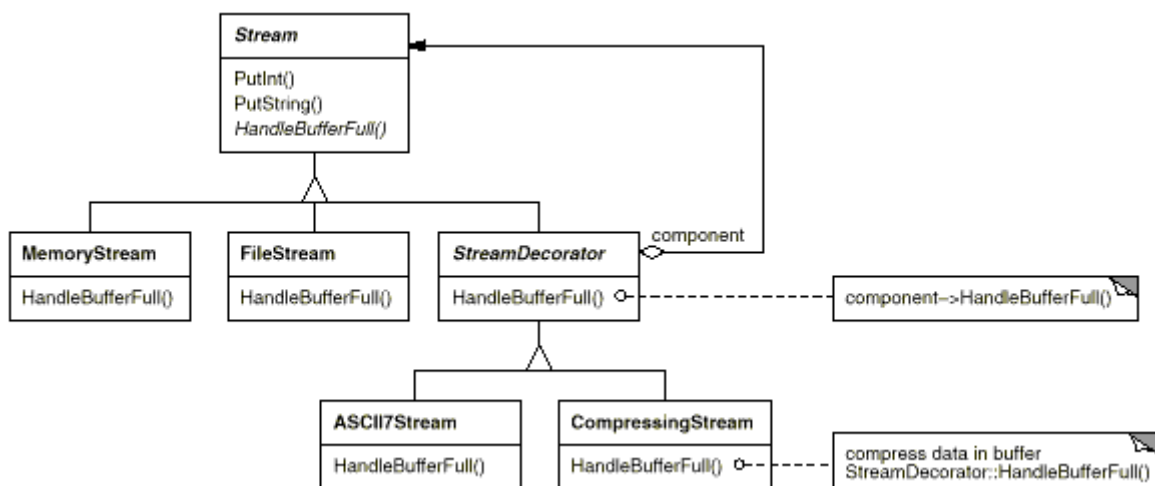 Stream
PutInt()
PutString()
HandleBufferFull()
component
MemoryStream
HandleBufferFull()
FileStream
HandleBufferFull()
StreamDecorator
HandleBufferFull()
component–>HandleBufferFull()
ASCII7Stream
HandleBufferFull()
CompressingStream
HandleBufferFull()
compress data in buffer
StreamDecorator::HandleBufferFull()